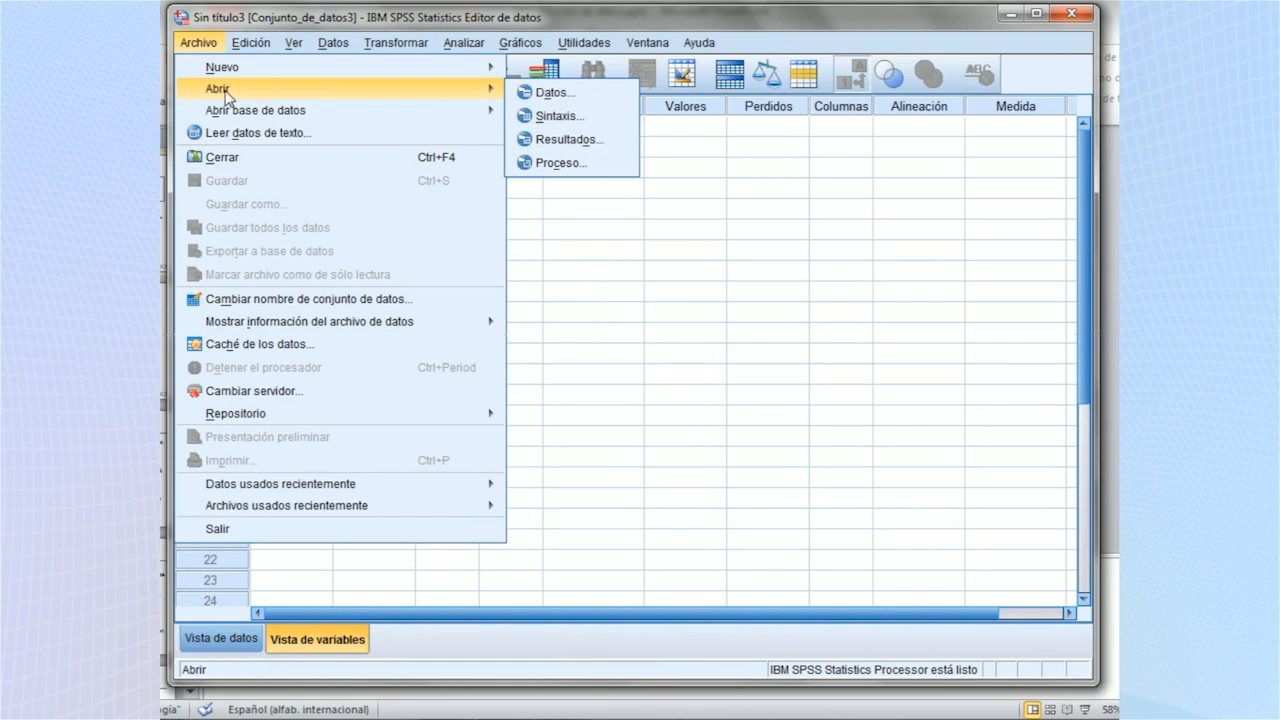 Sin título3 [Conjunto_de_datos3] - IBM SPSS Statistics Editor de datos
Archivo Edición Ver Datos Transformar Analizar Gráficos Utilidades Ventana Ayuda
Nuevo
Abrir
Abrir base de datos
Leer datos de texto...
Cerrar Ctrl+F4
Guardar Ctrl+S
Guardar como...
Guardar todos los datos
Exportar a base de datos
Marcar archivo como de sólo lectura
Cambiar nombre de conjunto de datos...
Mostrar información del archivo de datos
Caché de los datos...
Detener el procesador Ctrl+Period
Cambiar servidor...
Repositorio
Presentación preliminar
Imprimir... Ctrl+P
Datos usados recientemente
Archivos usados recientemente
Salir
Datos...
Sintaxis...
Resultados...
Proceso...
Valores Perdidos Columnas Alineación Medida
22
23
24
Vista de datos Vista de variables
Abrir IBM SPSS Statistics Processor está listo
Español (alfab. internacional) 58%